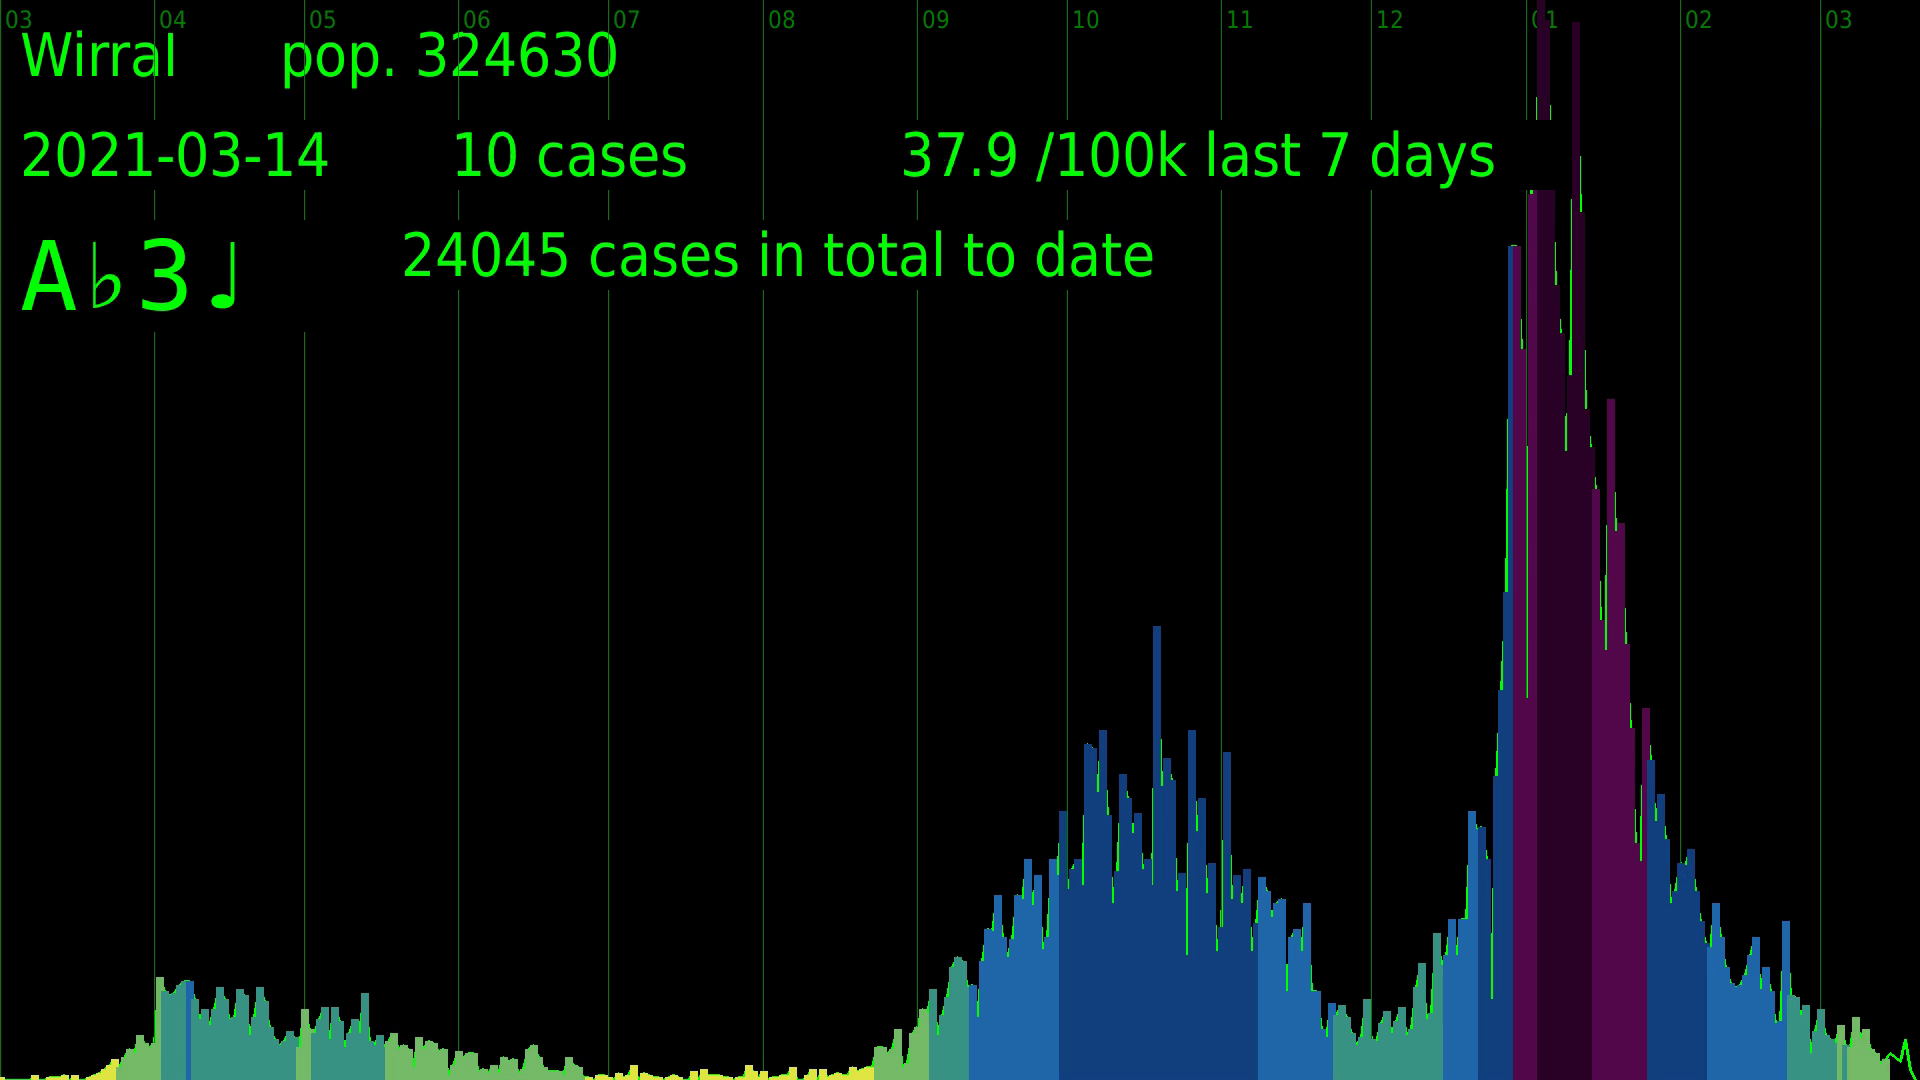 03 04 05 06 07 08 09 10 11 12 01 02 03
Wirral pop. 324630
2021-03-14 10 cases 37.9 /100k last 7 days
A♭3♩ 24045 cases in total to date